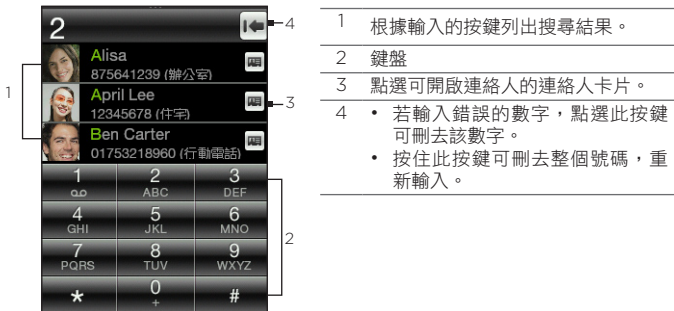 2
Alisa
875641239 (辦公室)
April Lee
12345678 (住宅)
Ben Carter
01753218960 (行動電話)
1
2
ABC
3
DEF
4
GHI
5
JKL
6
MNO
7
PQRS
8
TUV
9
WXYZ
*
0
+
#
1
4
3
2
1 根據輸入的按鍵列出搜尋結果。
2 鍵盤
3 點選可開啟連絡人的連絡人卡片。
4 • 若輸入錯誤的數字，點選此按鍵
可刪去該數字。
• 按住此按鍵可刪去整個號碼，重
新輸入。